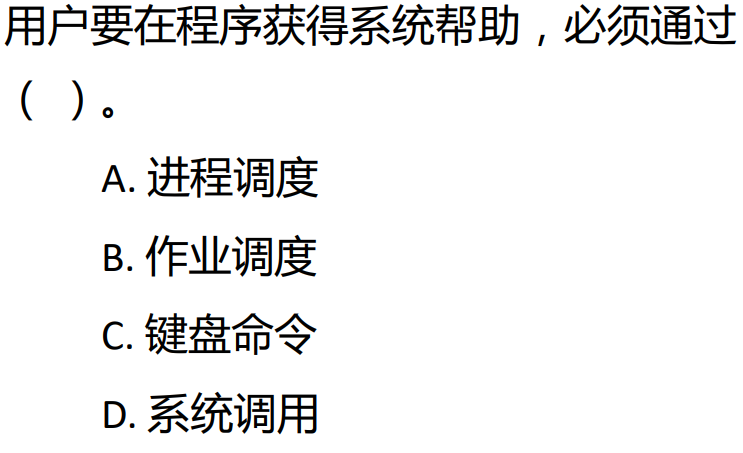 用户要在程序获得系统帮助，必须通过
（ ）。
A. 进程调度
B. 作业调度
C. 键盘命令
D. 系统调用